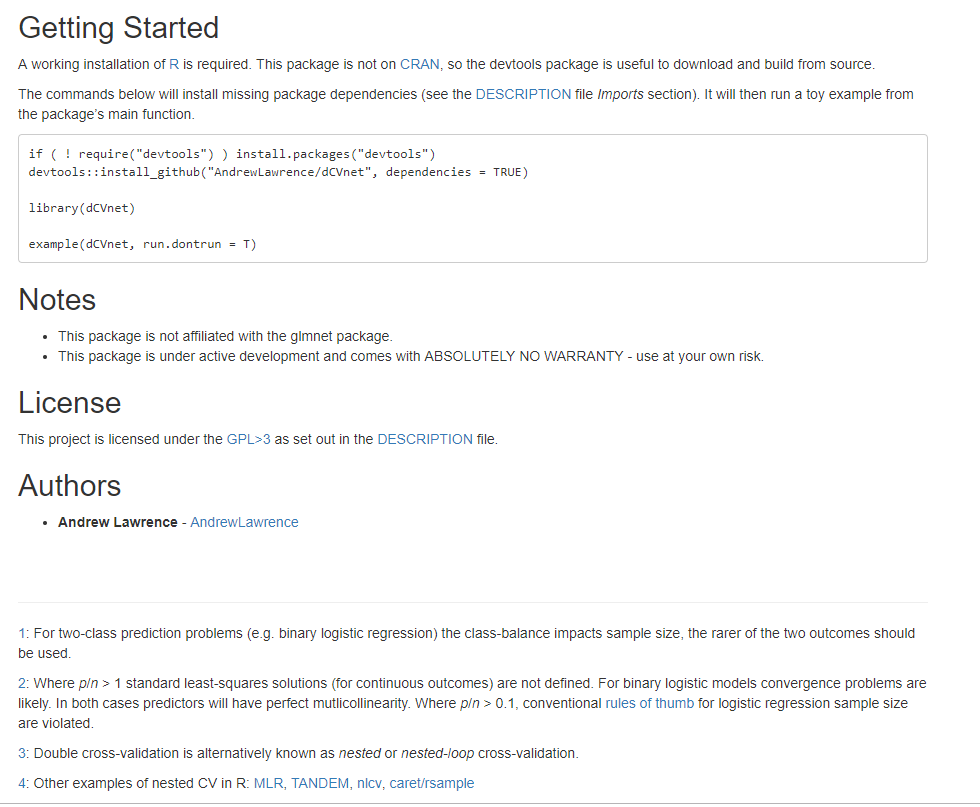 Getting Started
A working installation of R is required. This package is not on CRAN, so the devtools package is useful to download and build from source.
The commands below will install missing package dependencies (see the DESCRIPTION file Imports section). It will then run a toy example from
the package's main function.
if ( ! require("devtools") ) install.packages("devtools")
devtools::install_github("AndrewLawrence/dCVnet", dependencies = TRUE)
library(dCVnet)
example(dCVnet, run.dontrun = T)
Notes
• This package is not affiliated with the glmnet package.
• This package is under active development and comes with ABSOLUTELY NO WARRANTY - use at your own risk.
License
This project is licensed under the GPL>3 as set out in the DESCRIPTION file.
Authors
• Andrew Lawrence - AndrewLawrence
1: For two-class prediction problems (e.g. binary logistic regression) the class-balance impacts sample size, the rarer of the two outcomes should
be used.
2: Where p/n > 1 standard least-squares solutions (for continuous outcomes) are not defined. For binary logistic models convergence problems are
likely. In both cases predictors will have perfect mutlicollinearity. Where p/n > 0.1, conventional rules of thumb for logistic regression sample size
are violated.
3: Double cross-validation is alternatively known as nested or nested-loop cross-validation.
4: Other examples of nested CV in R: MLR, TANDEM, nlcv, caret/rsample